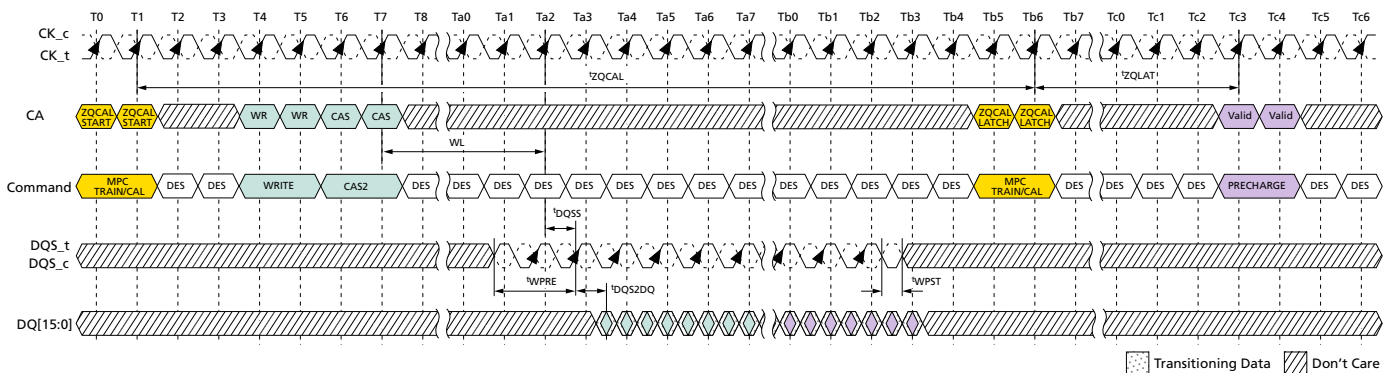 T0 T1 T2 T3 T4 T5 T6 T7 T8 Ta0 Ta1 Ta2 Ta3 Ta4 Ta5 Ta6 Ta7 Tb0 Tb1 Tb2 Tb3 Tb4 Tb5 Tb6 Tb7 Tc0 Tc1 Tc2 Tc3 Tc4 Tc5 Tc6
CK_c
CK_t
tZQCAL tZQLAT
CA ZQCAL START ZQCAL START WR WR CAS CAS ZQCAL LATCH ZQCAL LATCH Valid Valid
WL
Command MPC TRAIN/CAL DES DES WRITE CAS2 DES DES DES DES DES DES DES DES DES DES DES DES DES DES MPC TRAIN/CAL DES DES DES DES PRECHARGE DES DES
tDQSS
DQS_t
DQS_c
tWPRE tDQS2DQ tWPST
DQ[15:0]
Transitioning Data Don't Care